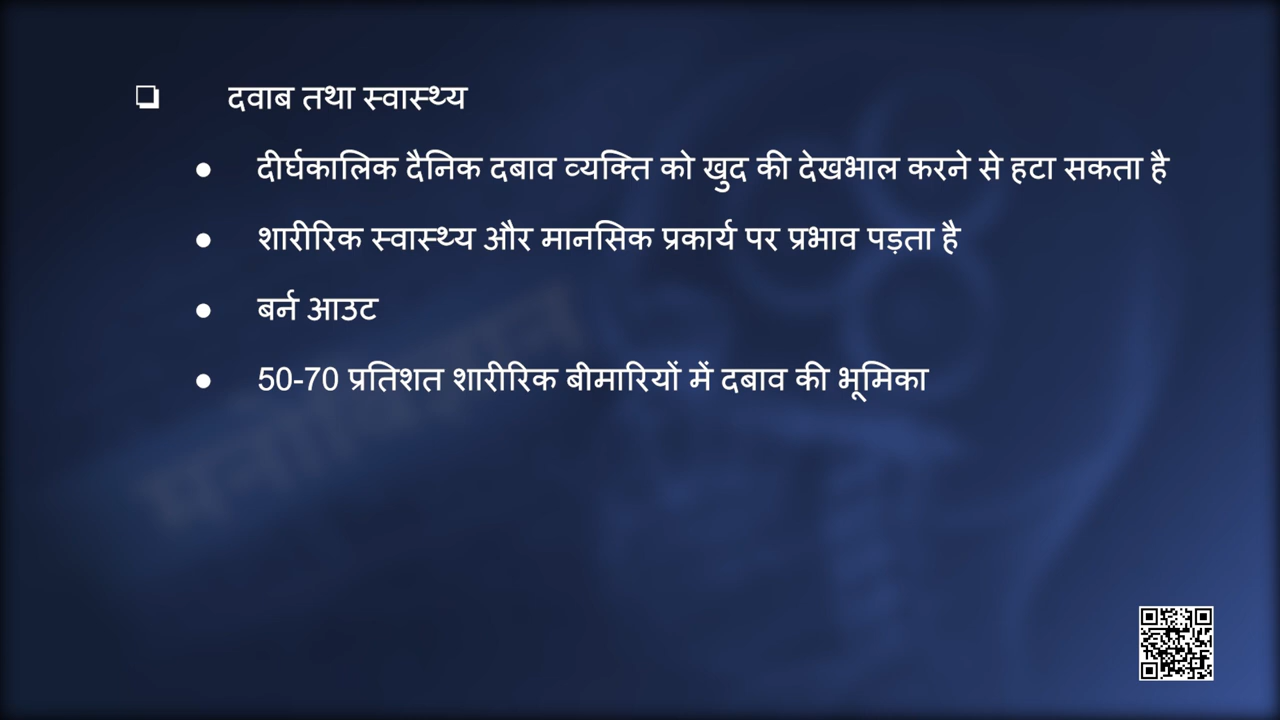 दवाब तथा स्वास्थ्य
दीर्घकालिक दैनिक दबाव व्यक्ति को खुद की देखभाल करने से हटा सकता है
शारीरिक स्वास्थ्य और मानसिक प्रकार्य पर प्रभाव पड़ता है
बर्न आउट
50-70 प्रतिशत शारीरिक बीमारियों में दबाव की भूमिका
मनोविज्ञान